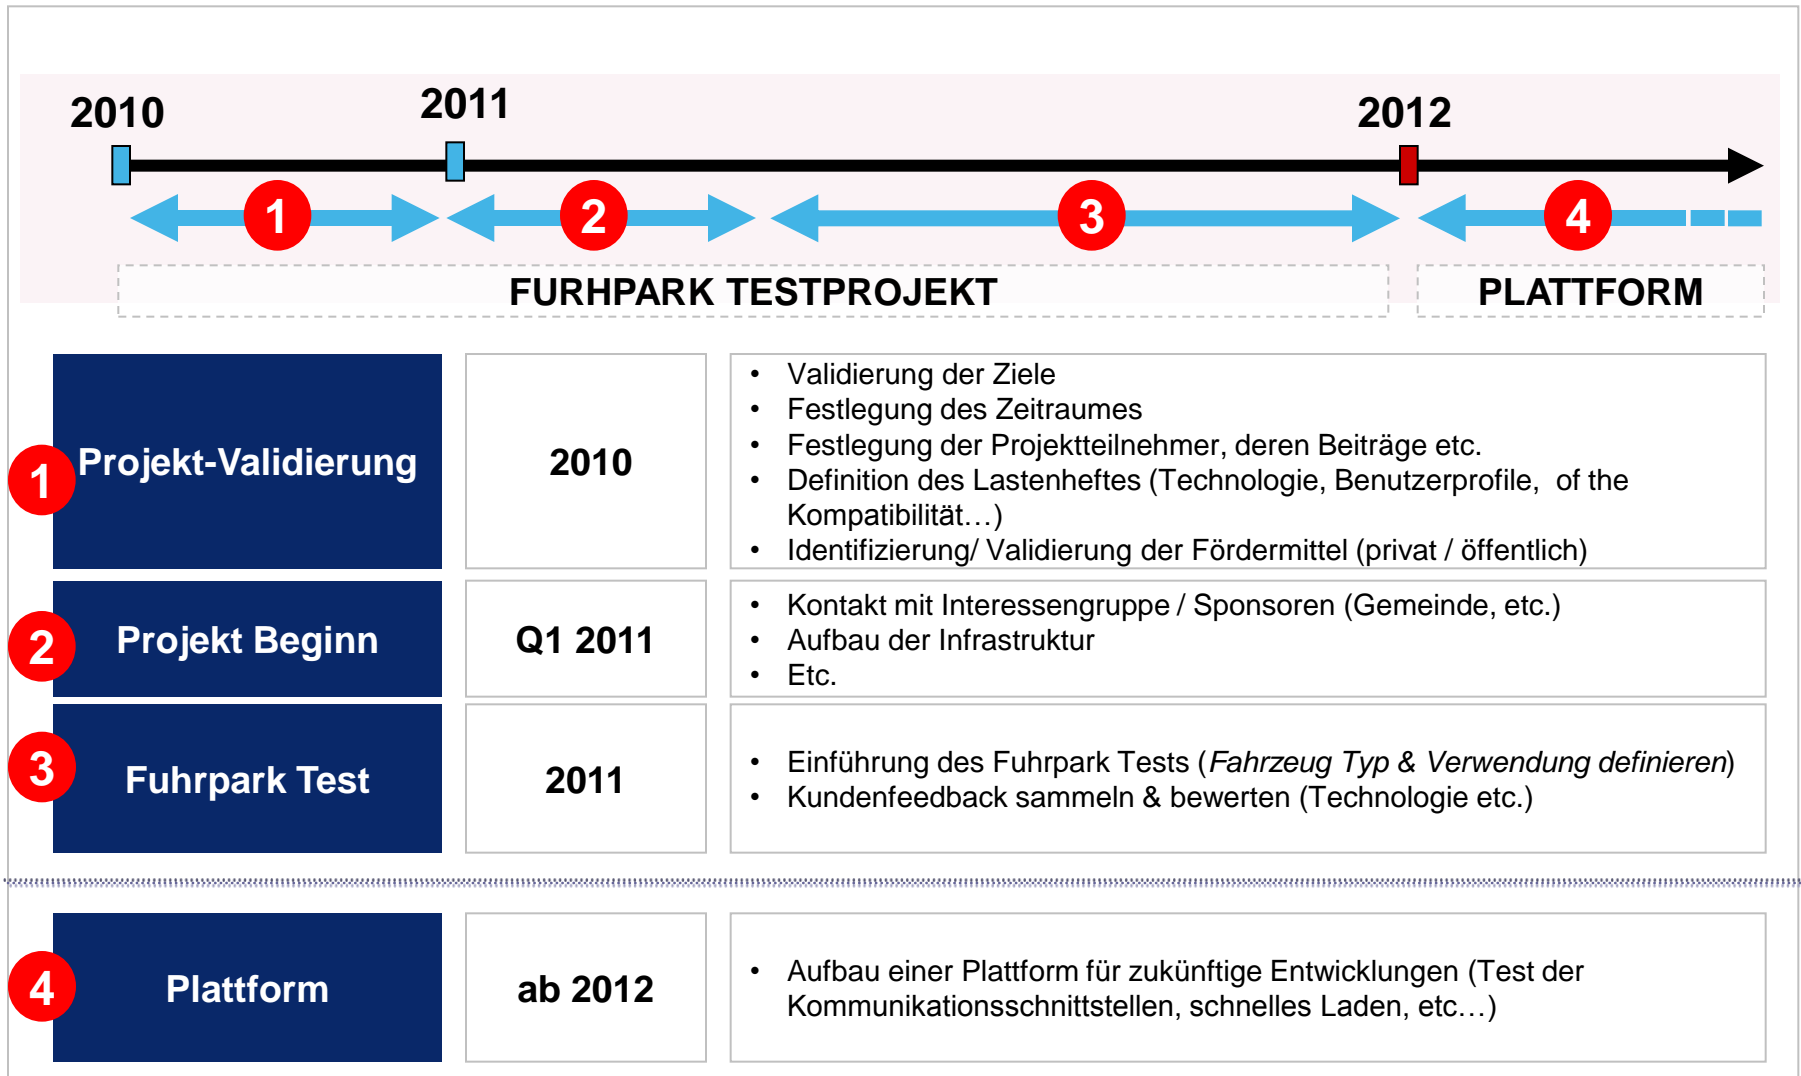 2010
2011
2012
1
2
3
4
FURHPARK TESTPROJEKT
PLATTFORM
1
Projekt-Validierung
2010
• Validierung der Ziele
• Festlegung des Zeitraumes
• Festlegung der Projektteilnehmer, deren Beiträge etc.
• Definition des Lastenheftes (Technologie, Benutzerprofile,  of the
Kompatibilität…)
• Identifizierung/ Validierung der Fördermittel (privat / öffentlich)
2
Projekt Beginn
Q1 2011
• Kontakt mit Interessengruppe / Sponsoren (Gemeinde, etc.)
• Aufbau der Infrastruktur
• Etc.
3
Fuhrpark Test
2011
• Einführung des Fuhrpark Tests (Fahrzeug Typ & Verwendung definieren)
• Kundenfeedback sammeln & bewerten (Technologie etc.)
4
Plattform
ab 2012
• Aufbau einer Plattform für zukünftige Entwicklungen (Test der
Kommunikationsschnittstellen, schnelles Laden, etc…)